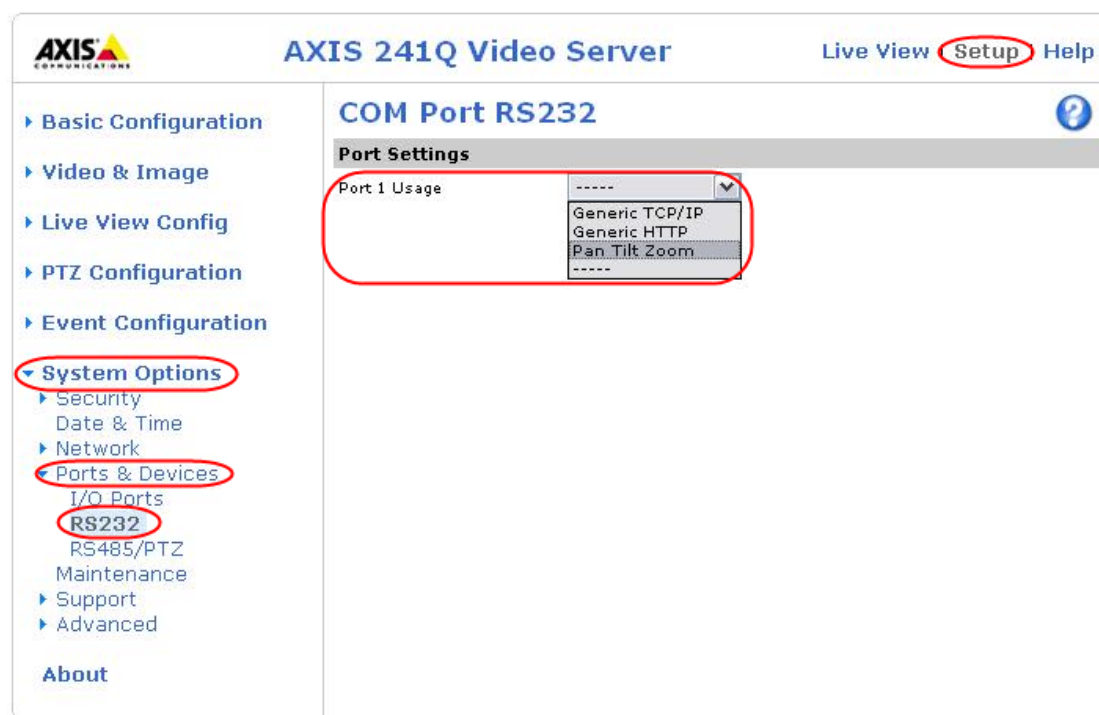 AXIS
COMMUNICATIONS
AXIS 241Q Video Server
Live View | Setup | Help
Basic Configuration
Video & Image
Live View Config
PTZ Configuration
Event Configuration
System Options
Security
Date & Time
Network
Ports & Devices
I/O Ports
RS232
RS485/PTZ
Maintenance
Support
Advanced
About
COM Port RS232
?
Port Settings
Port 1 Usage -----
Generic TCP/IP
Generic HTTP
Pan Tilt Zoom
-----